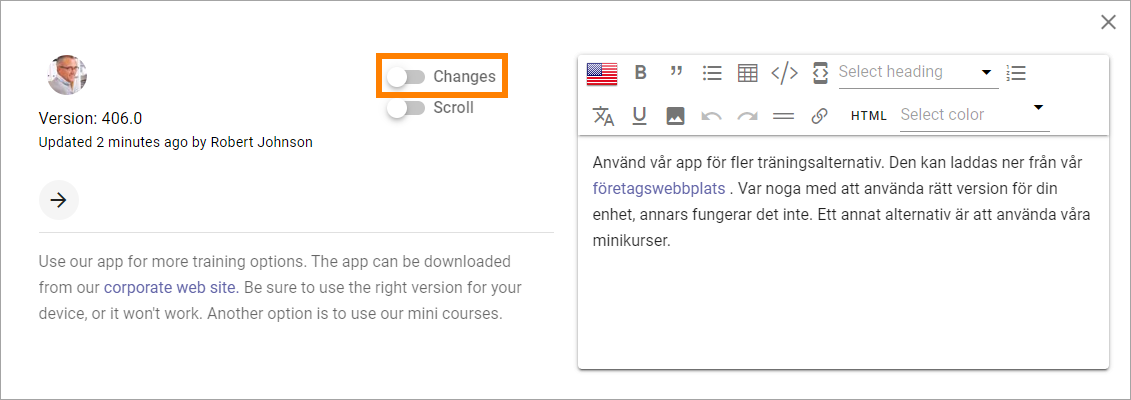 Changes
Scroll
Version: 406.0
Updated 2 minutes ago by Robert Johnson
Use our app for more training options. The app can be downloaded
from our corporate web site. Be sure to use the right version for your
device, or it won't work. Another option is to use our mini courses.
B
Select heading
U
HTML
Select color
Använd vår app för fler träningsalternativ. Den kan laddas ner från vår
företagswebbplats . Var noga med att använda rätt version för din
enhet, annars fungerar det inte. Ett annat alternativ är att använda våra
minikurser.